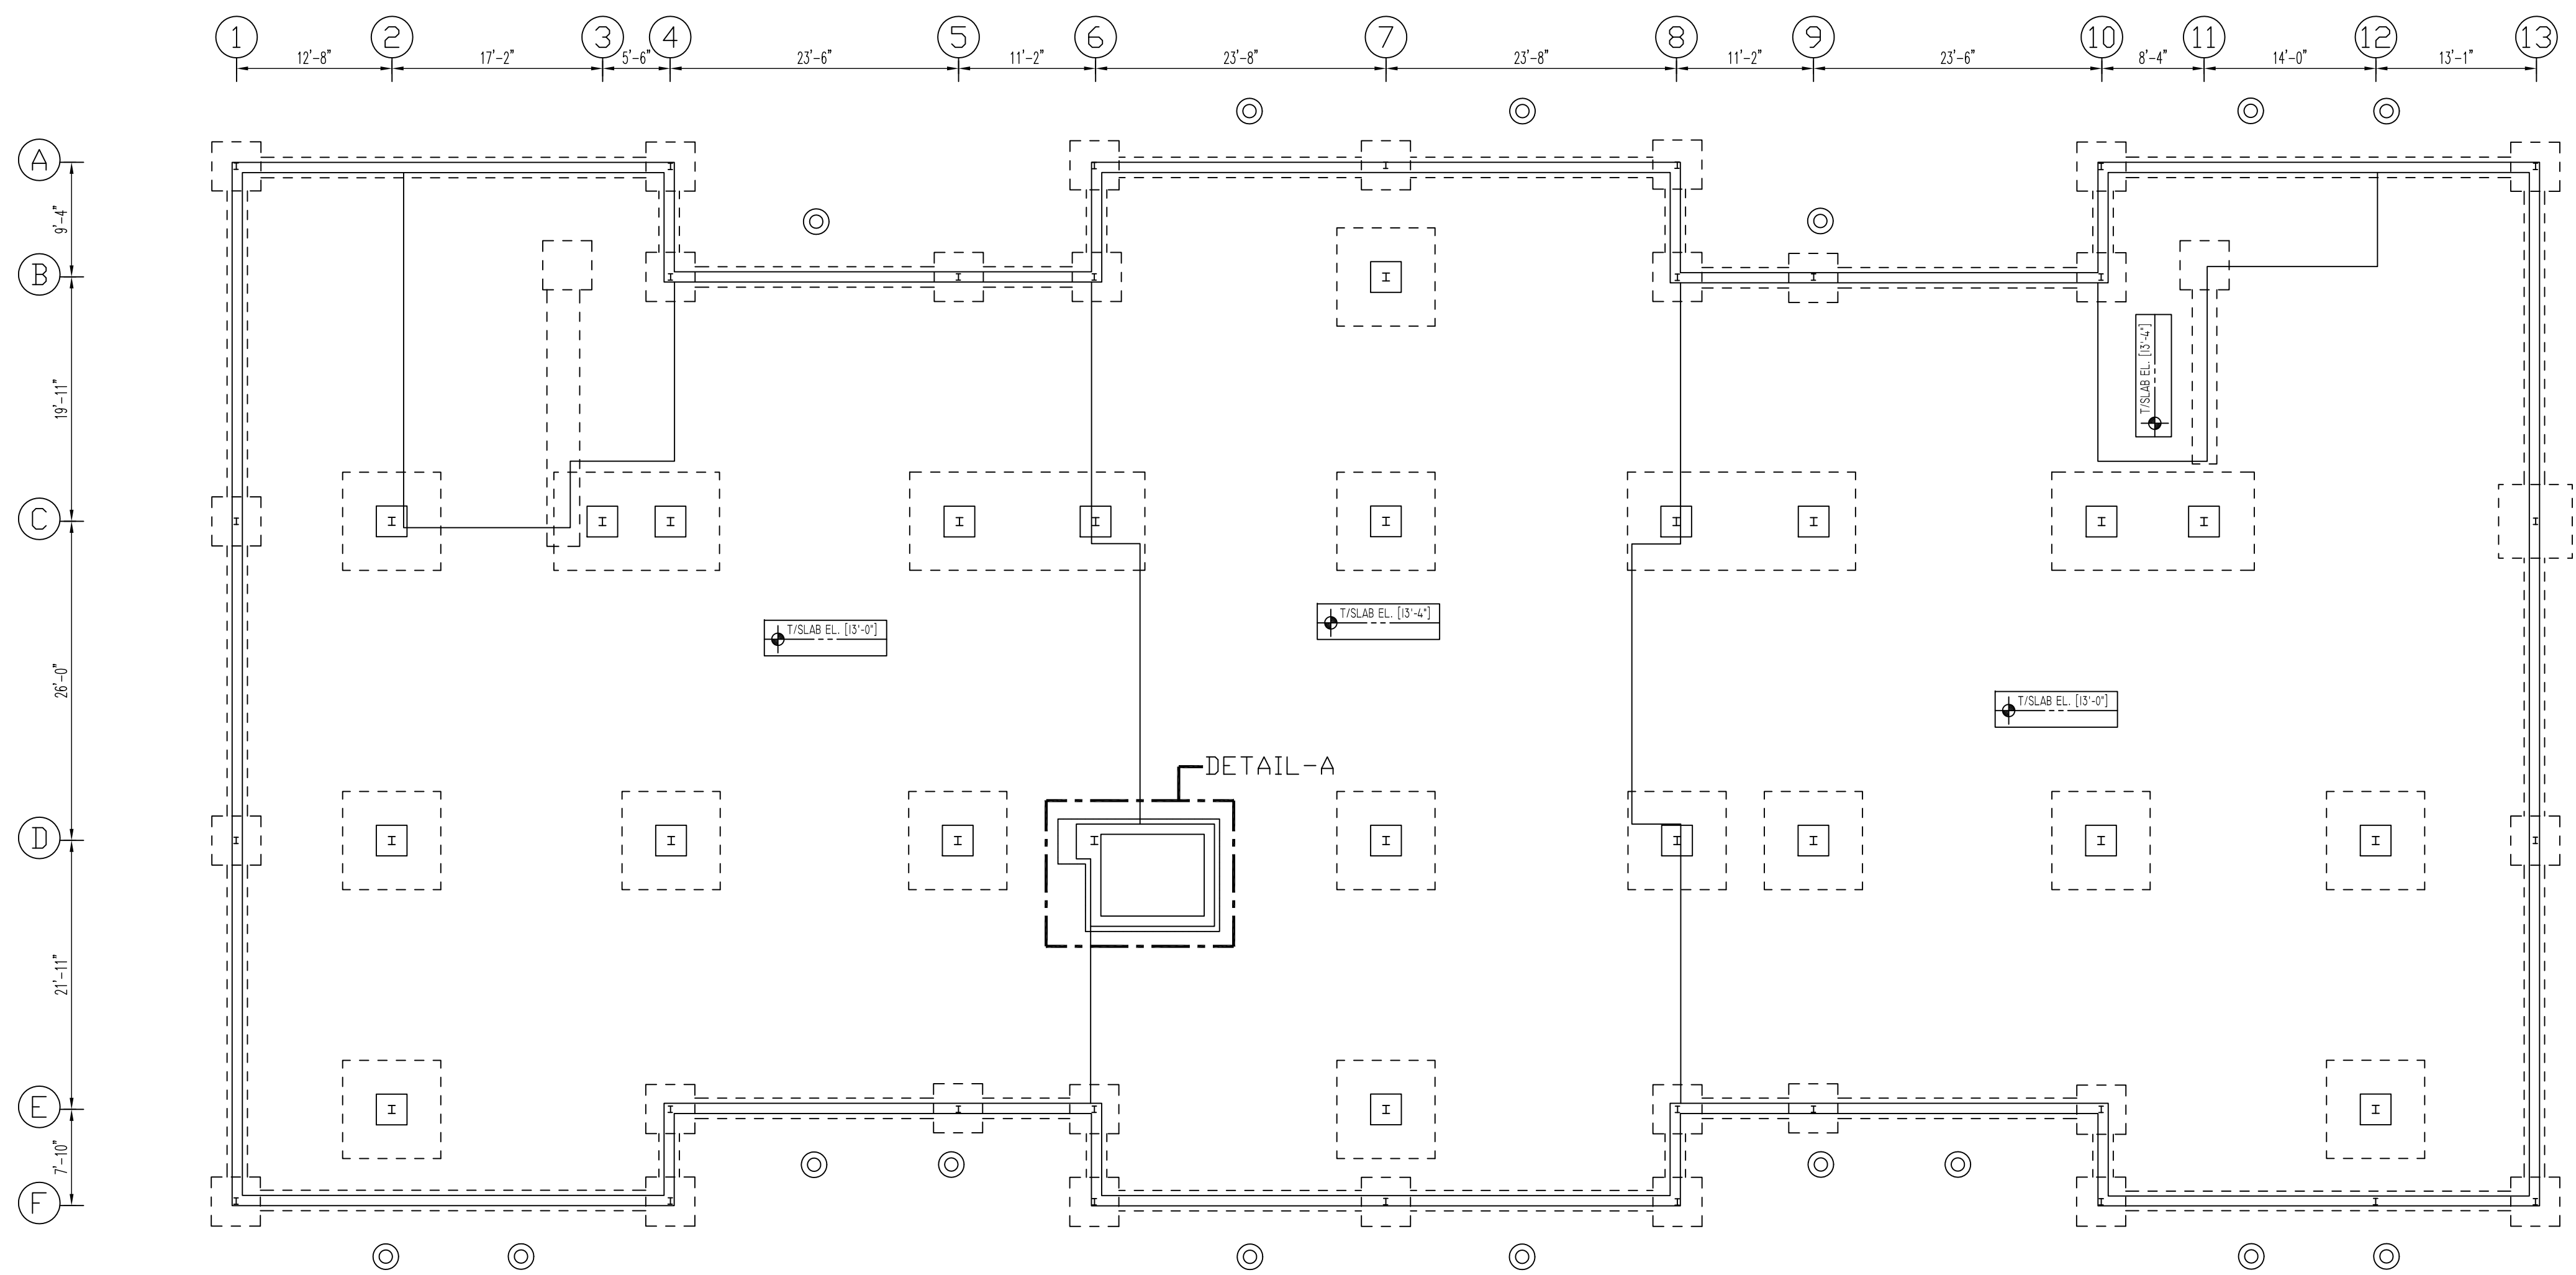 1 2 3 4 5 6 7 8 9 10 11 12 13
12'-8" 17'-2" 5'-6" 23'-6" 11'-2" 23'-8" 23'-8" 11'-2" 23'-6" 8'-4" 14'-0" 13'-1"
A
9'-4"
B
19'-11"
T/SLAB EL. [13'-4"]
C
T/SLAB EL. [13'-0"]
T/SLAB EL. [13'-4"]
26'-0"
T/SLAB EL. [13'-0"]
DETAIL-A
D
21'-11"
E
7'-10"
F